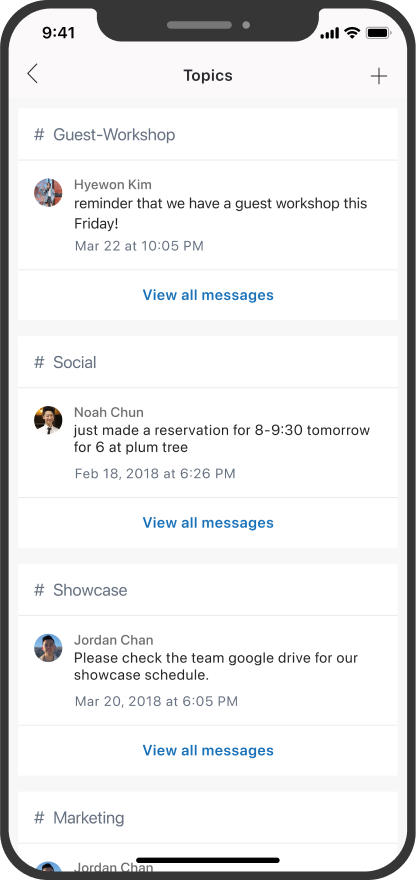 9:41
Topics
# Guest-Workshop
Hyewon Kim
reminder that we have a guest workshop this
Friday!
Mar 22 at 10:05 PM
View all messages
# Social
Noah Chun
just made a reservation for 8-9:30 tomorrow
for 6 at plum tree
Feb 18, 2018 at 6:26 PM
View all messages
# Showcase
Jordan Chan
Please check the team google drive for our
showcase schedule.
Mar 20, 2018 at 6:05 PM
View all messages
# Marketing
Jordan Chan